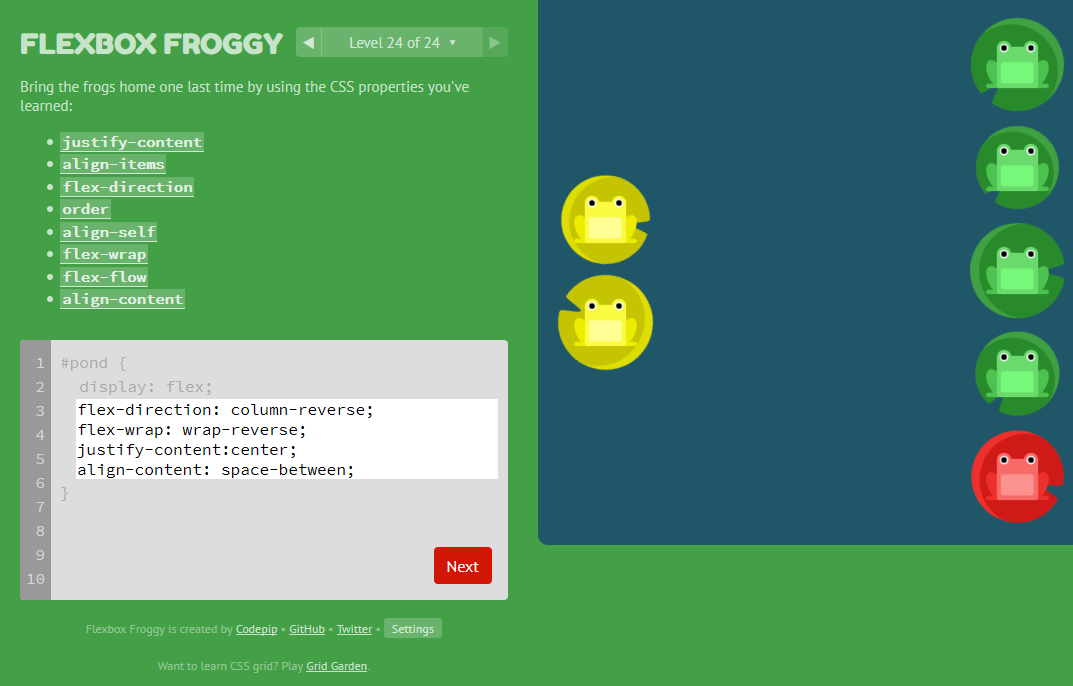 FLEXBOX FROGGY
◀ Level 24 of 24 ▾ ▶
Bring the frogs home one last time by using the CSS properties you've
learned:
• justify-content
• align-items
• flex-direction
• order
• align-self
• flex-wrap
• flex-flow
• align-content
1 #pond {
2 display: flex;
3 flex-direction: column-reverse;
4 flex-wrap: wrap-reverse;
5 justify-content:center;
6 align-content: space-between;
7 }
8
9
10
Next
Flexbox Froggy is created by Codepip • GitHub • Twitter • Settings
Want to learn CSS grid? Play Grid Garden.